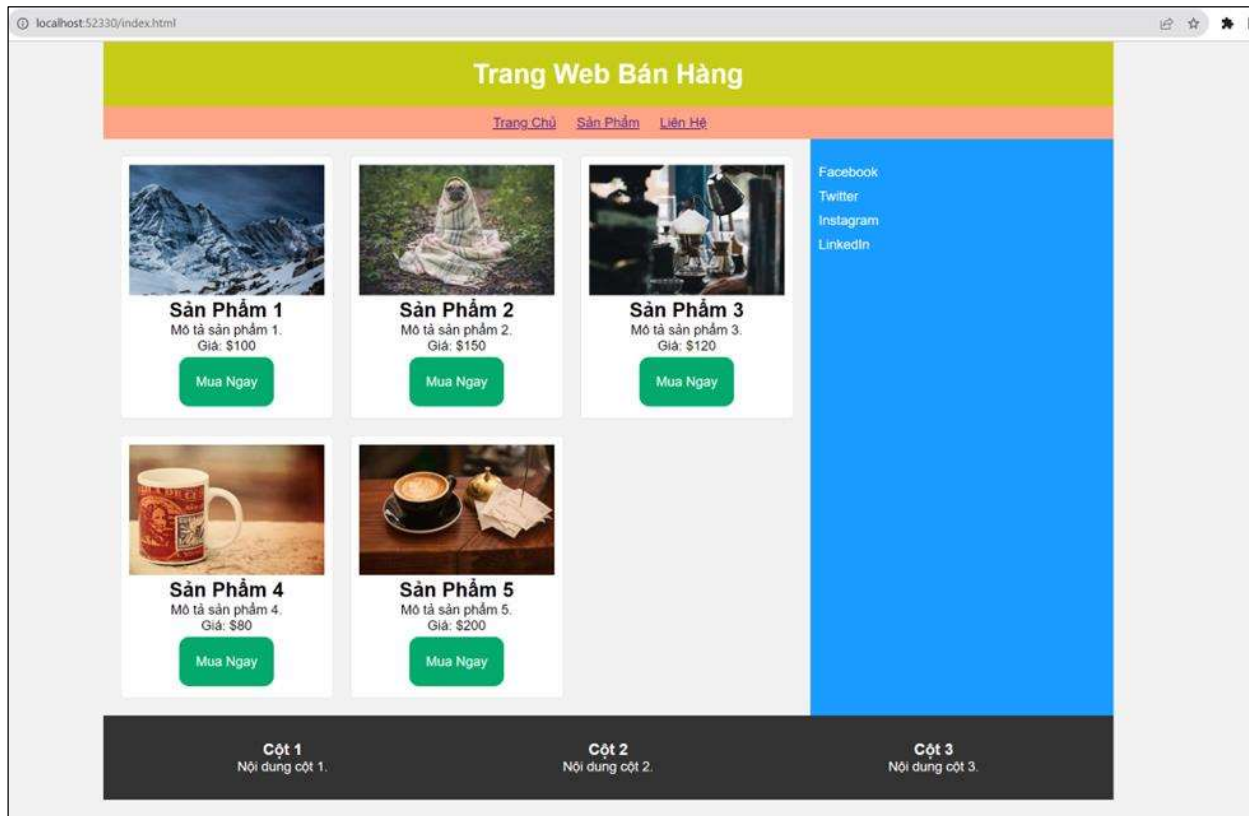 localhost:52330/index.html
Trang Web Bán Hàng
Trang Chủ Sản Phẩm Liên Hệ
Sản Phẩm 1
Mô tả sản phẩm 1.
Giá: $100
Mua Ngay
Sản Phẩm 2
Mô tả sản phẩm 2.
Giá: $150
Mua Ngay
Sản Phẩm 3
Mô tả sản phẩm 3.
Giá: $120
Mua Ngay
Facebook
Twitter
Instagram
LinkedIn
Sản Phẩm 4
Mô tả sản phẩm 4.
Giá: $80
Mua Ngay
Sản Phẩm 5
Mô tả sản phẩm 5.
Giá: $200
Mua Ngay
Cột 1
Nội dung cột 1.
Cột 2
Nội dung cột 2.
Cột 3
Nội dung cột 3.